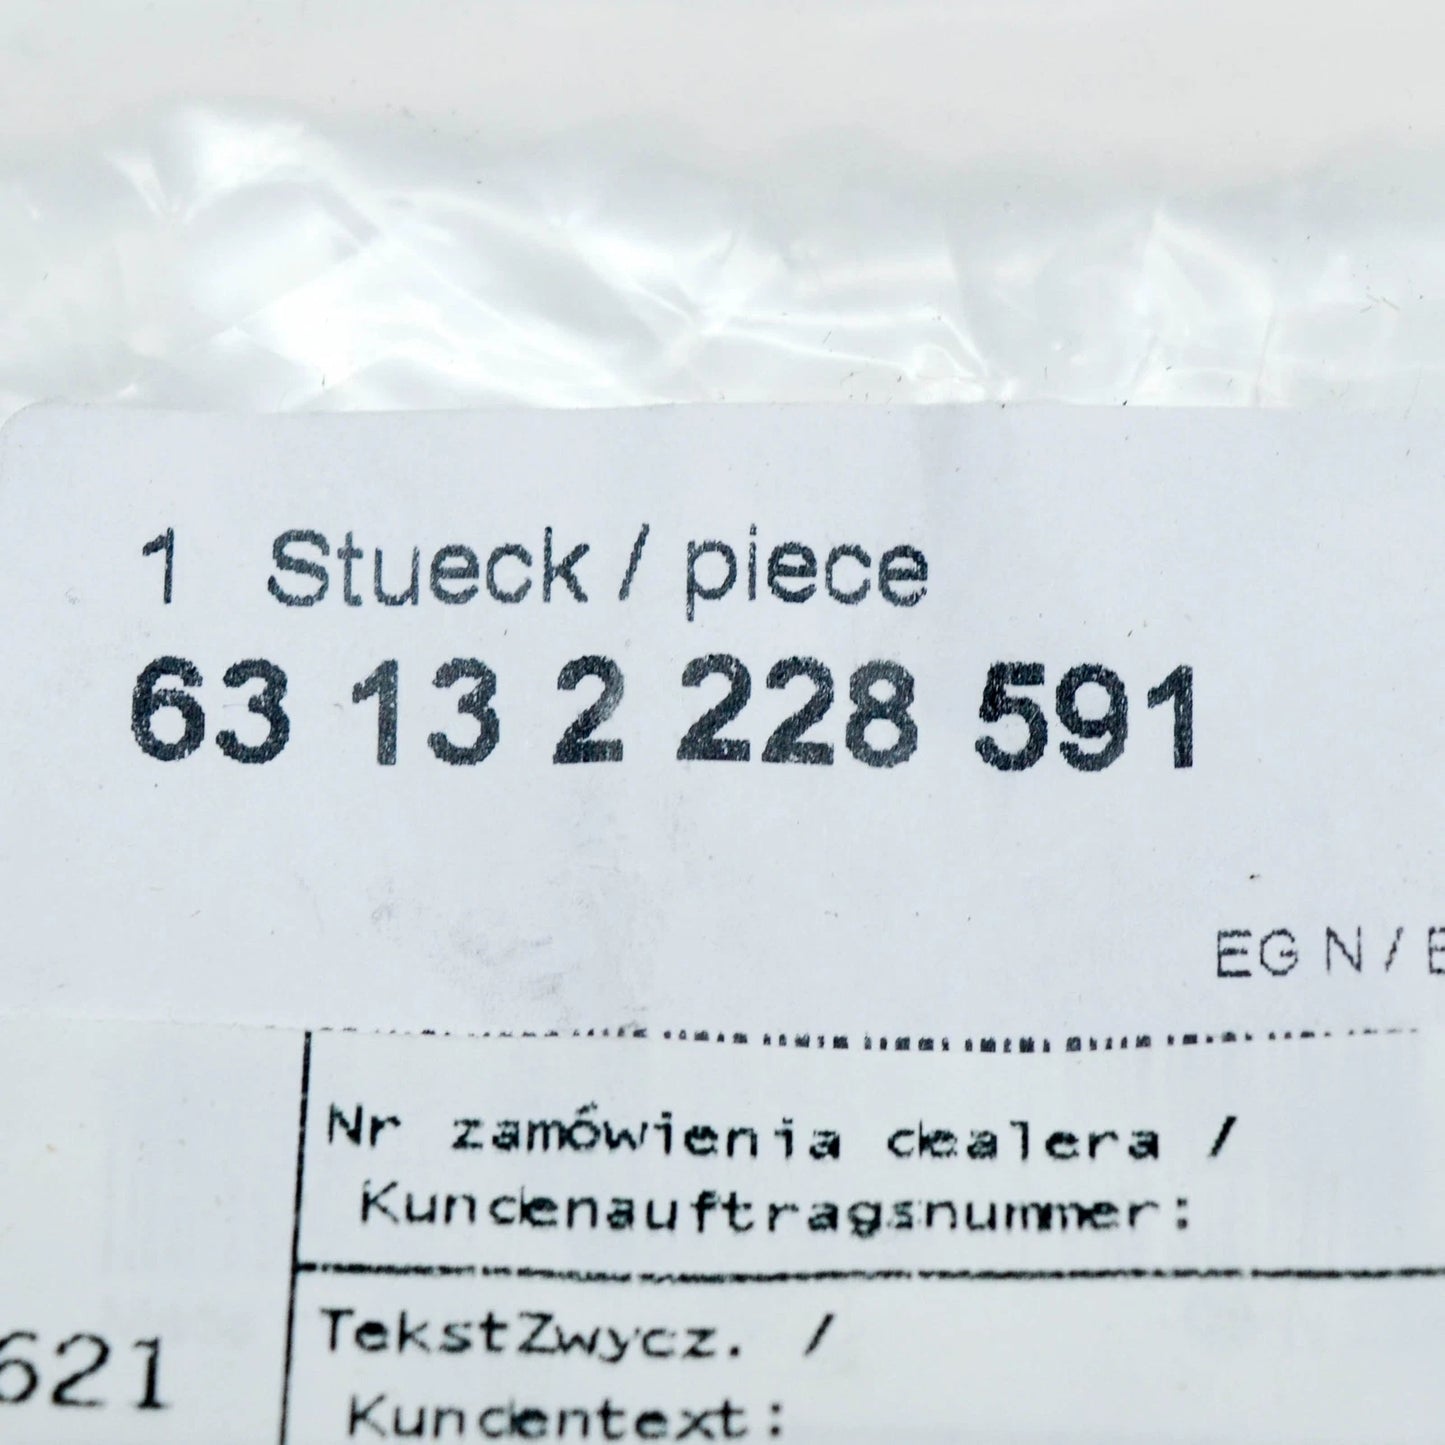 1 Stueck / piece
63 13 2 228 591
EG N / E
Nr zamówienia dealera /
Kundenauftragsnummer:
621
TekstZwycz. /
Kundentext: